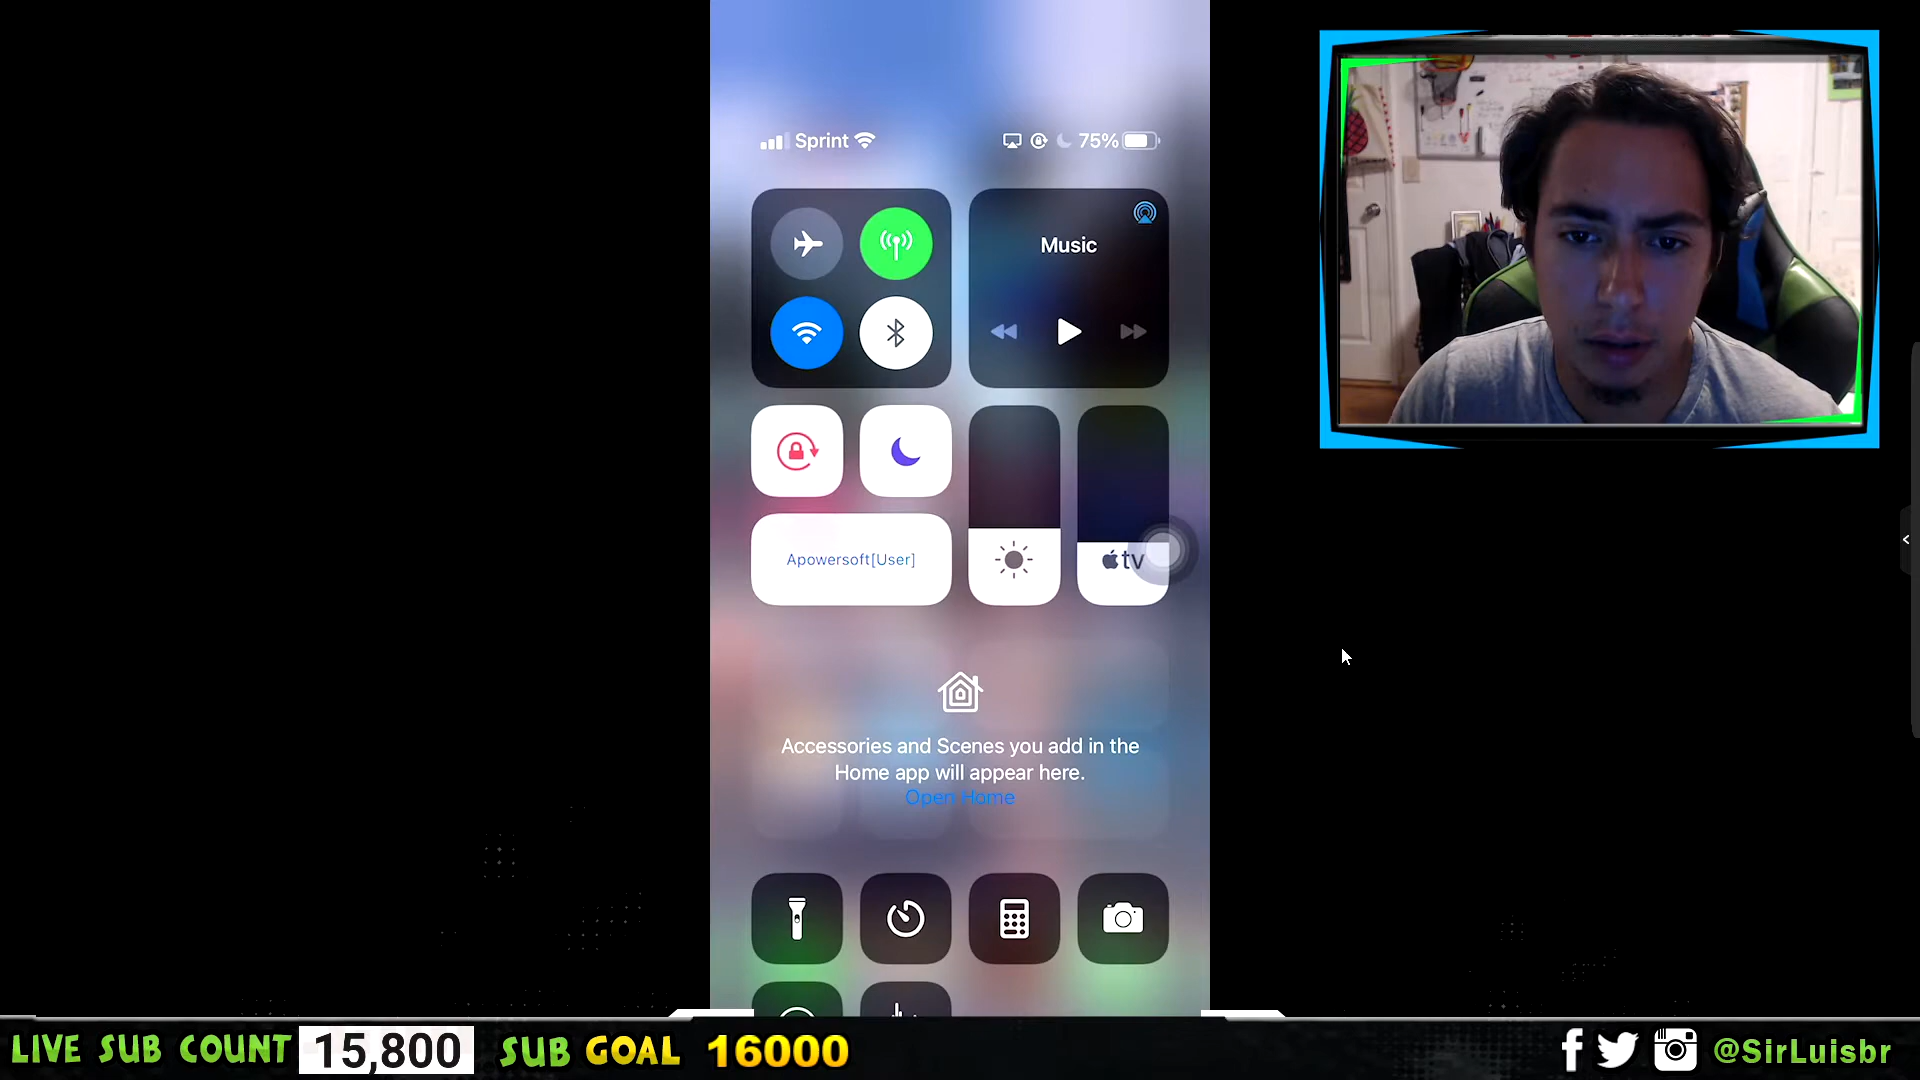 Sprint
75%
Music
Apowersoft[User]
tv
Accessories and Scenes you add in the
Home app will appear here.
Open Home
LIVE SUB COUNT 15,800 SUB GOAL 16000
@SirLuisbr